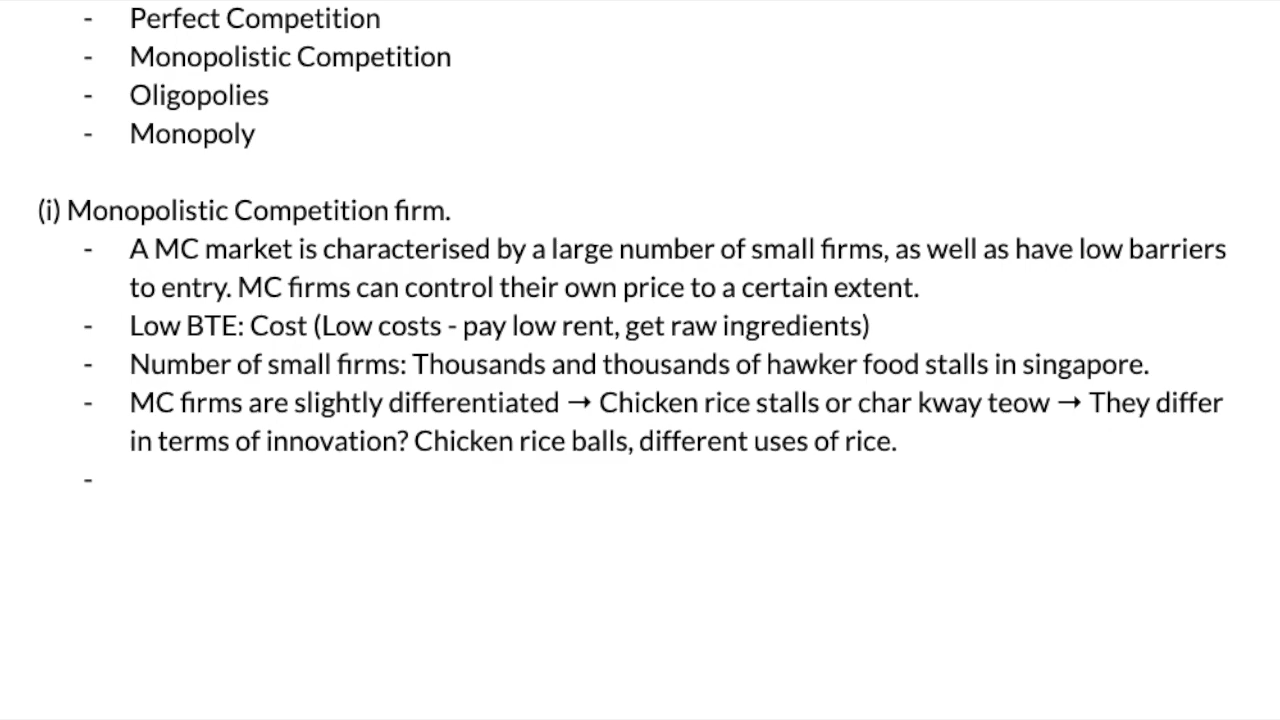 - Perfect Competition
- Monopolistic Competition
- Oligopolies
- Monopoly
(i) Monopolistic Competition firm.
- A MC market is characterised by a large number of small firms, as well as have low barriers
to entry. MC firms can control their own price to a certain extent.
- Low BTE: Cost (Low costs - pay low rent, get raw ingredients)
- Number of small firms: Thousands and thousands of hawker food stalls in singapore.
- MC firms are slightly differentiated → Chicken rice stalls or char kway teow → They differ
in terms of innovation? Chicken rice balls, different uses of rice.
-